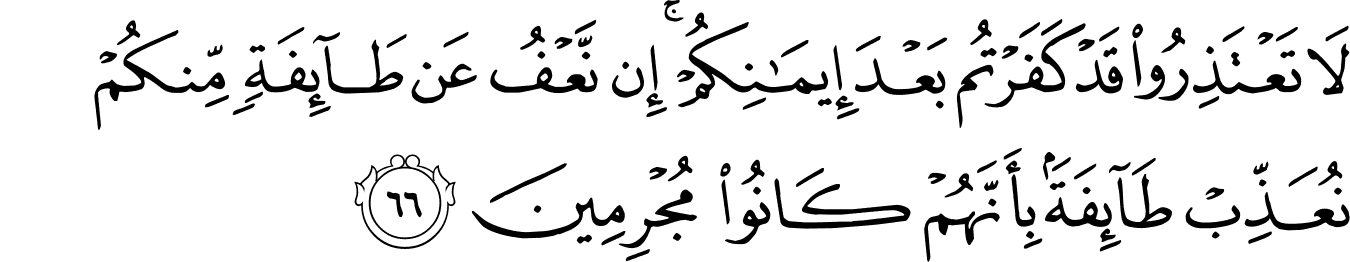 لَا تَعْتَذِرُوا۟ قَدْ كَفَرْتُم بَعْدَ إِيمَـٰنِكُمْ ۚ إِن نَّعْفُ عَن طَآئِفَةٍ مِّنكُمْ
نُعَذِّبْ طَآئِفَةًۢ بِأَنَّهُمْ كَانُوا۟ مُجْرِمِينَ ٦٦